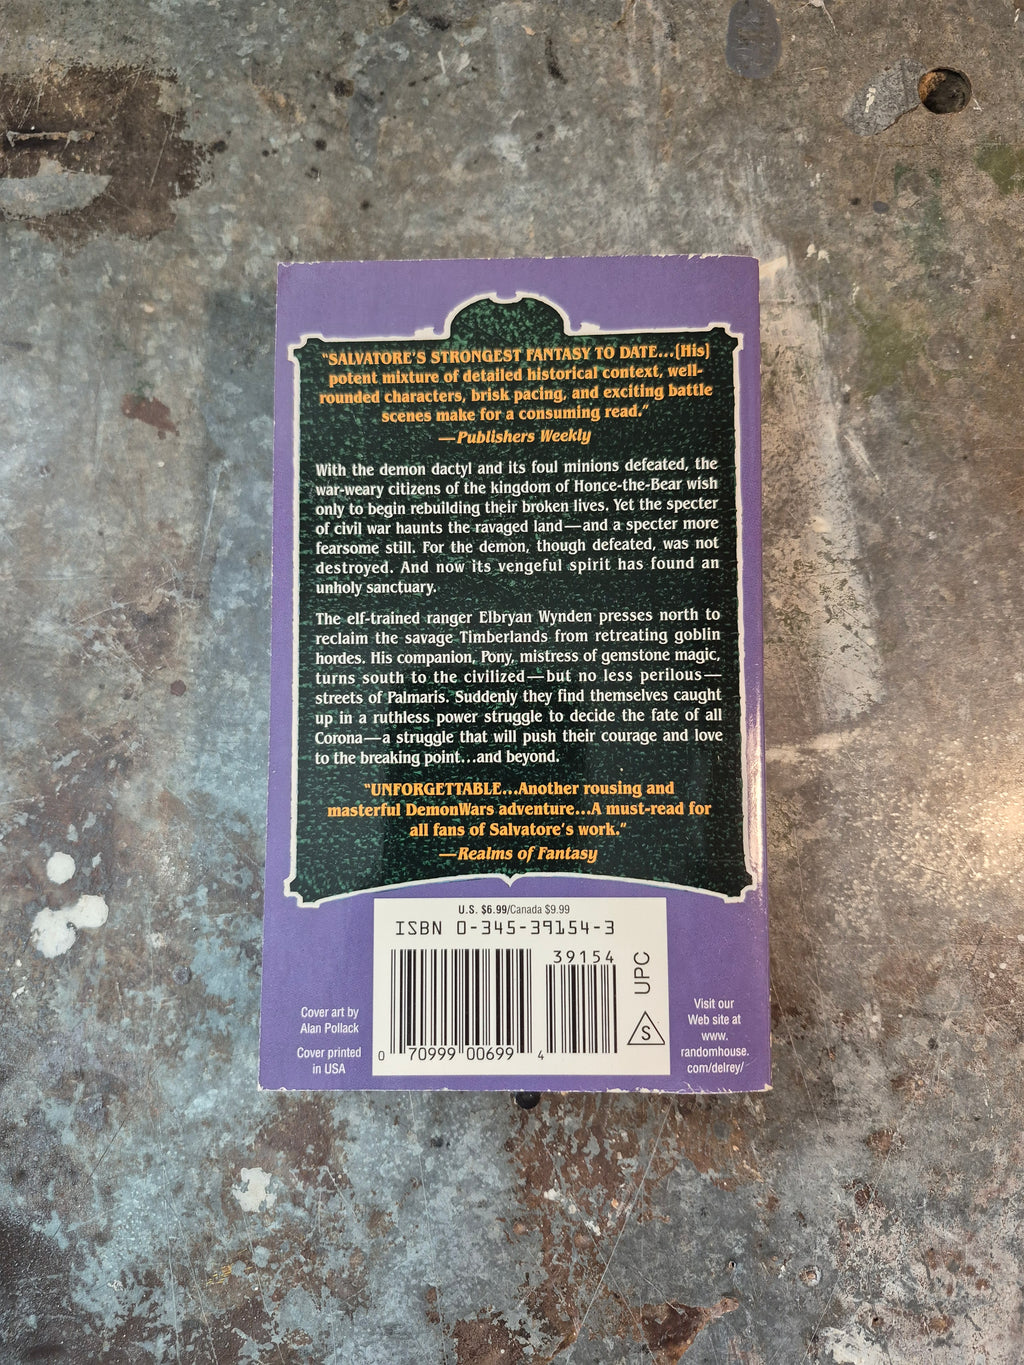 "SALVATORE'S STRONGEST FANTASY TO DATE...[His]
potent mixture of detailed historical context, well-
rounded characters, brisk pacing, and exciting battle
scenes make for a consuming read."
—Publishers Weekly
With the demon dactyl and its foul minions defeated, the
war-weary citizens of the kingdom of Honce-the-Bear wish
only to begin rebuilding their broken lives. Yet the specter
of civil war haunts the ravaged land—and a specter more
fearsome still. For the demon, though defeated, was not
destroyed. And now its vengeful spirit has found an
unholy sanctuary.
The elf-trained ranger Elbryan Wynden presses north to
reclaim the savage Timberlands from retreating goblin
hordes. His companion, Pony, mistress of gemstone magic,
turns south to the civilized—but no less perilous—
streets of Palmaris. Suddenly they find themselves caught
up in a ruthless power struggle to decide the fate of all
Corona—a struggle that will push their courage and love
to the breaking point...and beyond.
"UNFORGETTABLE...Another rousing and
masterful DemonWars adventure...A must-read for
all fans of Salvatore's work."
—Realms of Fantasy
U.S. $6.99/Canada $9.99
ISBN 0-345-39154-3
39154
UPC
S
0 70999 00699 4
Cover art by
Alan Pollack
Cover printed
in USA
Visit our
Web site at
www.
randomhouse.
com/delrey/